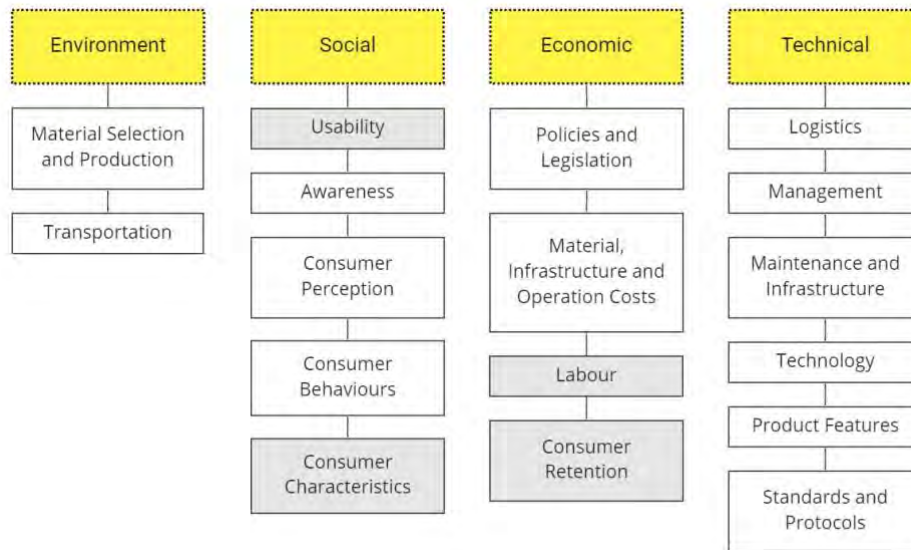 Environment
Material Selection
and Production
Transportation
Social
Usability
Awareness
Consumer
Perception
Consumer
Behaviours
Consumer
Characteristics
Economic
Policies and
Legislation
Material,
Infrastructure and
Operation Costs
Labour
Consumer
Retention
Technical
Logistics
Management
Maintenance and
Infrastructure
Technology
Product Features
Standards and
Protocols